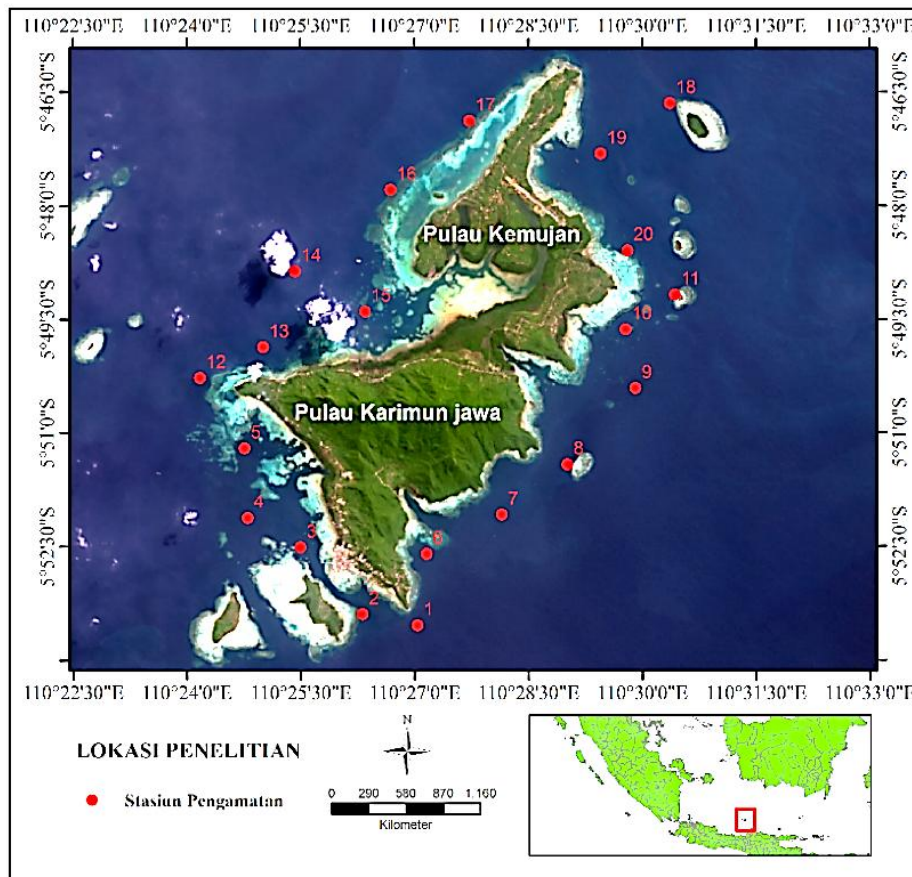 110°22'30"E 110°24'0"E 110°25'30"E 110°27'0"E 110°28'30"E 110°30'0"E 110°31'30"E 110°33'0"E
5°46'30"S
5°48'0"S
5°49'30"S
5°51'0"S
5°52'30"S
18
17
19
16
Pulau Kemujan
20
14
11
15
10
13
12
9
Pulau Karimun jawa
5
8
7
4
3
6
2
1
5°46'30"S
5°48'0"S
5°49'30"S
5°51'0"S
5°52'30"S
110°22'30"E 110°24'0"E 110°25'30"E 110°27'0"E 110°28'30"E 110°30'0"E 110°31'30"E 110°33'0"E
LOKASI PENELITIAN
Stasiun Pengamatan
N
0 290 580 870 1.160
Kilometer